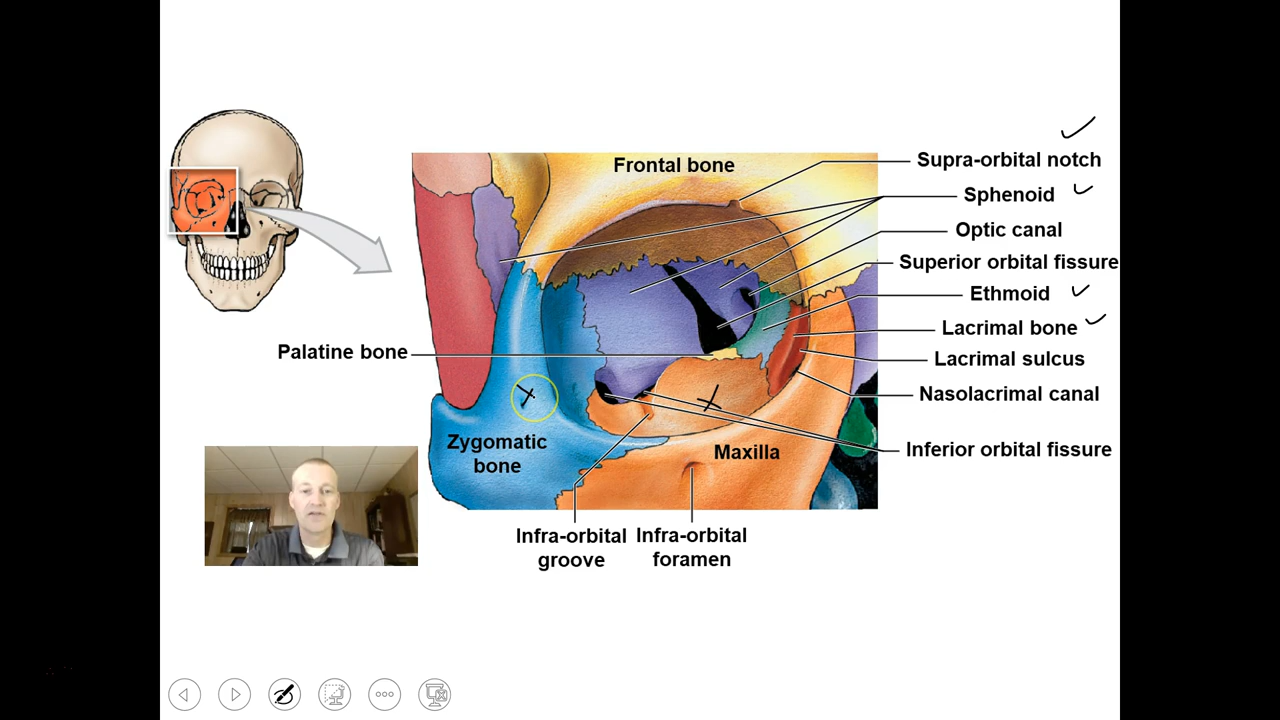 Frontal bone
Supra-orbital notch
Sphenoid
Optic canal
Superior orbital fissure
Ethmoid
Lacrimal bone
Palatine bone
Lacrimal sulcus
Nasolacrimal canal
Zygomatic
bone
Maxilla
Inferior orbital fissure
Infra-orbital
groove
Infra-orbital
foramen